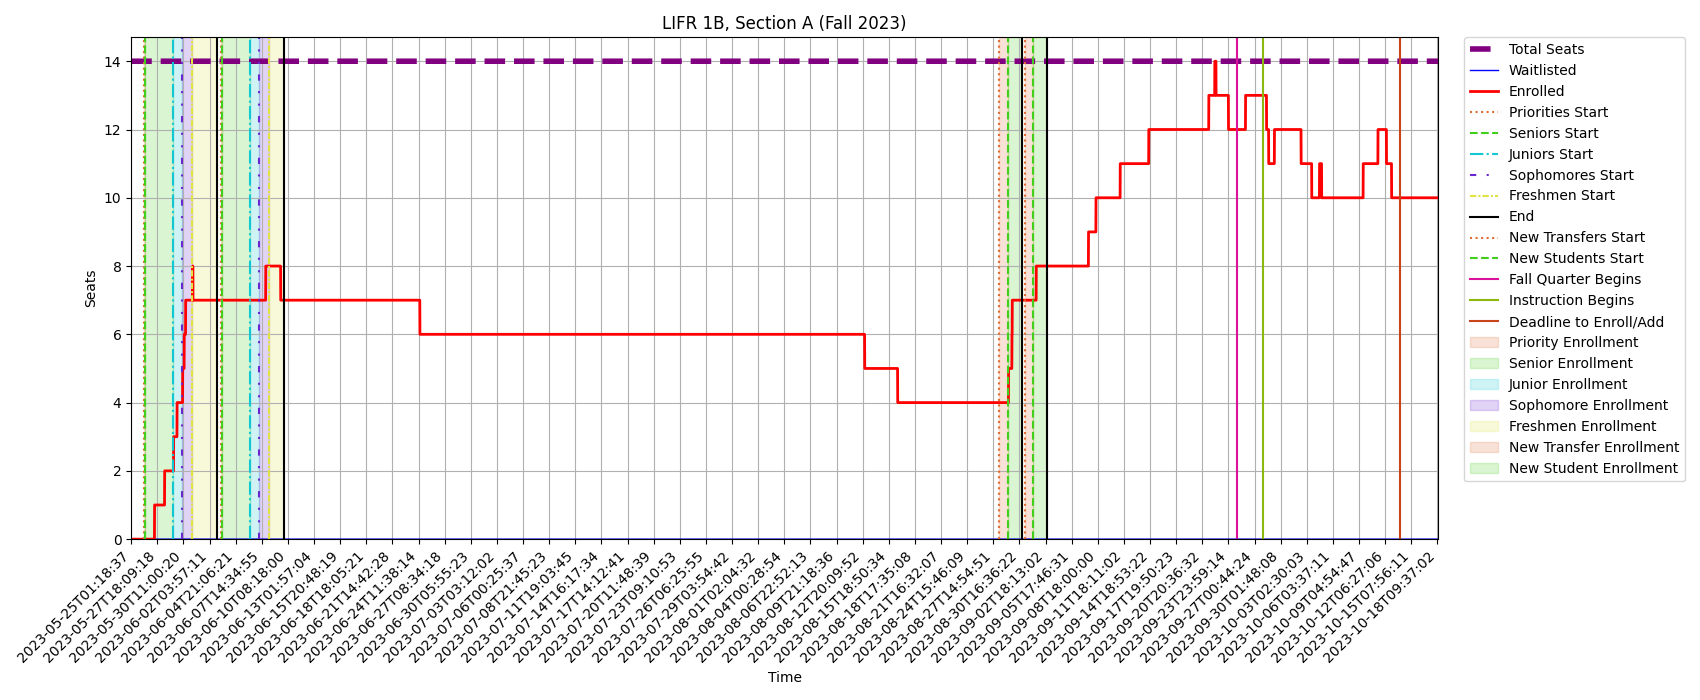 LIFR 1B, Section A (Fall 2023)
Seats
14
12
10
8
6
4
2
0
2023-05-25T01:18:37
2023-05-27T18:09:18
2023-05-30T11:00:20
2023-06-02T03:57:11
2023-06-04T21:06:21
2023-06-07T14:34:55
2023-06-10T08:18:00
2023-06-13T01:57:04
2023-06-15T20:48:19
2023-06-18T18:05:21
2023-06-21T14:42:28
2023-06-24T11:38:14
2023-06-27T08:34:18
2023-06-30T05:55:23
2023-07-03T03:12:02
2023-07-06T00:25:37
2023-07-08T21:45:23
2023-07-11T19:03:45
2023-07-14T16:17:34
2023-07-17T14:12:41
2023-07-20T11:48:39
2023-07-23T09:10:53
2023-07-26T06:25:55
2023-07-29T03:54:42
2023-08-01T02:04:32
2023-08-04T00:28:54
2023-08-06T22:52:13
2023-08-09T21:18:36
2023-08-12T20:09:52
2023-08-15T18:50:34
2023-08-18T17:35:08
2023-08-21T16:32:07
2023-08-24T15:46:09
2023-08-27T14:54:51
2023-08-30T16:36:22
2023-09-02T18:13:02
2023-09-05T17:46:31
2023-09-08T18:00:00
2023-09-11T18:11:02
2023-09-14T18:53:22
2023-09-17T19:50:23
2023-09-20T20:36:32
2023-09-23T23:59:14
2023-09-27T00:44:24
2023-09-30T01:48:08
2023-10-03T02:30:03
2023-10-06T03:37:11
2023-10-09T04:54:47
2023-10-12T06:27:06
2023-10-15T07:56:11
2023-10-18T09:37:02
Time
Total Seats
Waitlisted
Enrolled
Priorities Start
Seniors Start
Juniors Start
Sophomores Start
Freshmen Start
End
New Transfers Start
New Students Start
Fall Quarter Begins
Instruction Begins
Deadline to Enroll/Add
Priority Enrollment
Senior Enrollment
Junior Enrollment
Sophomore Enrollment
Freshmen Enrollment
New Transfer Enrollment
New Student Enrollment